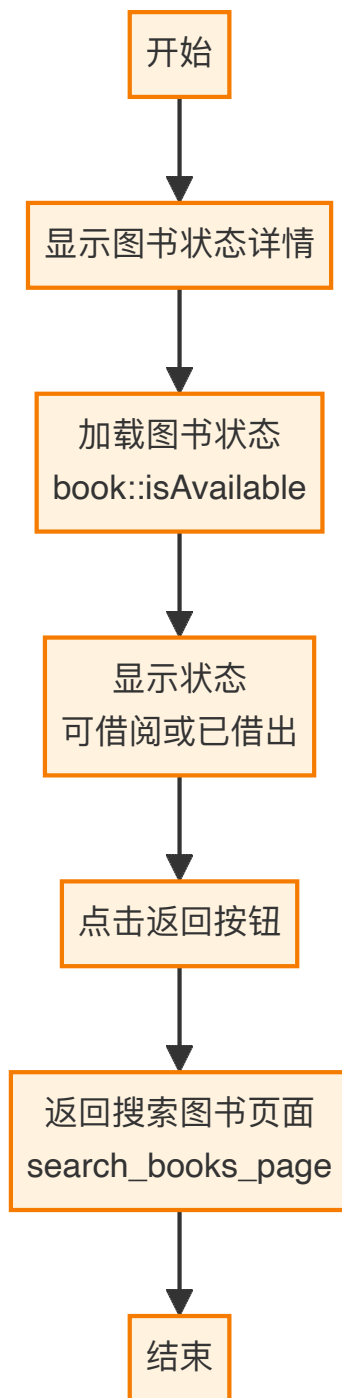 开始
显示图书状态详情
加载图书状态
book::isAvailable
显示状态
可借阅或已借出
点击返回按钮
返回搜索图书页面
search_books_page
结束